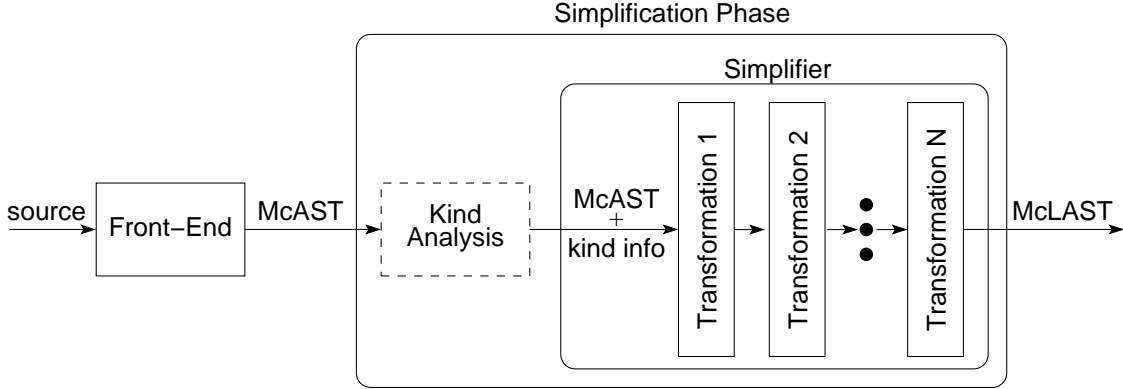 Simplification Phase
Simplifier
source
Front−End
McAST
Kind
Analysis
McAST
+
kind info
Transformation 1
Transformation 2
Transformation N
McLAST